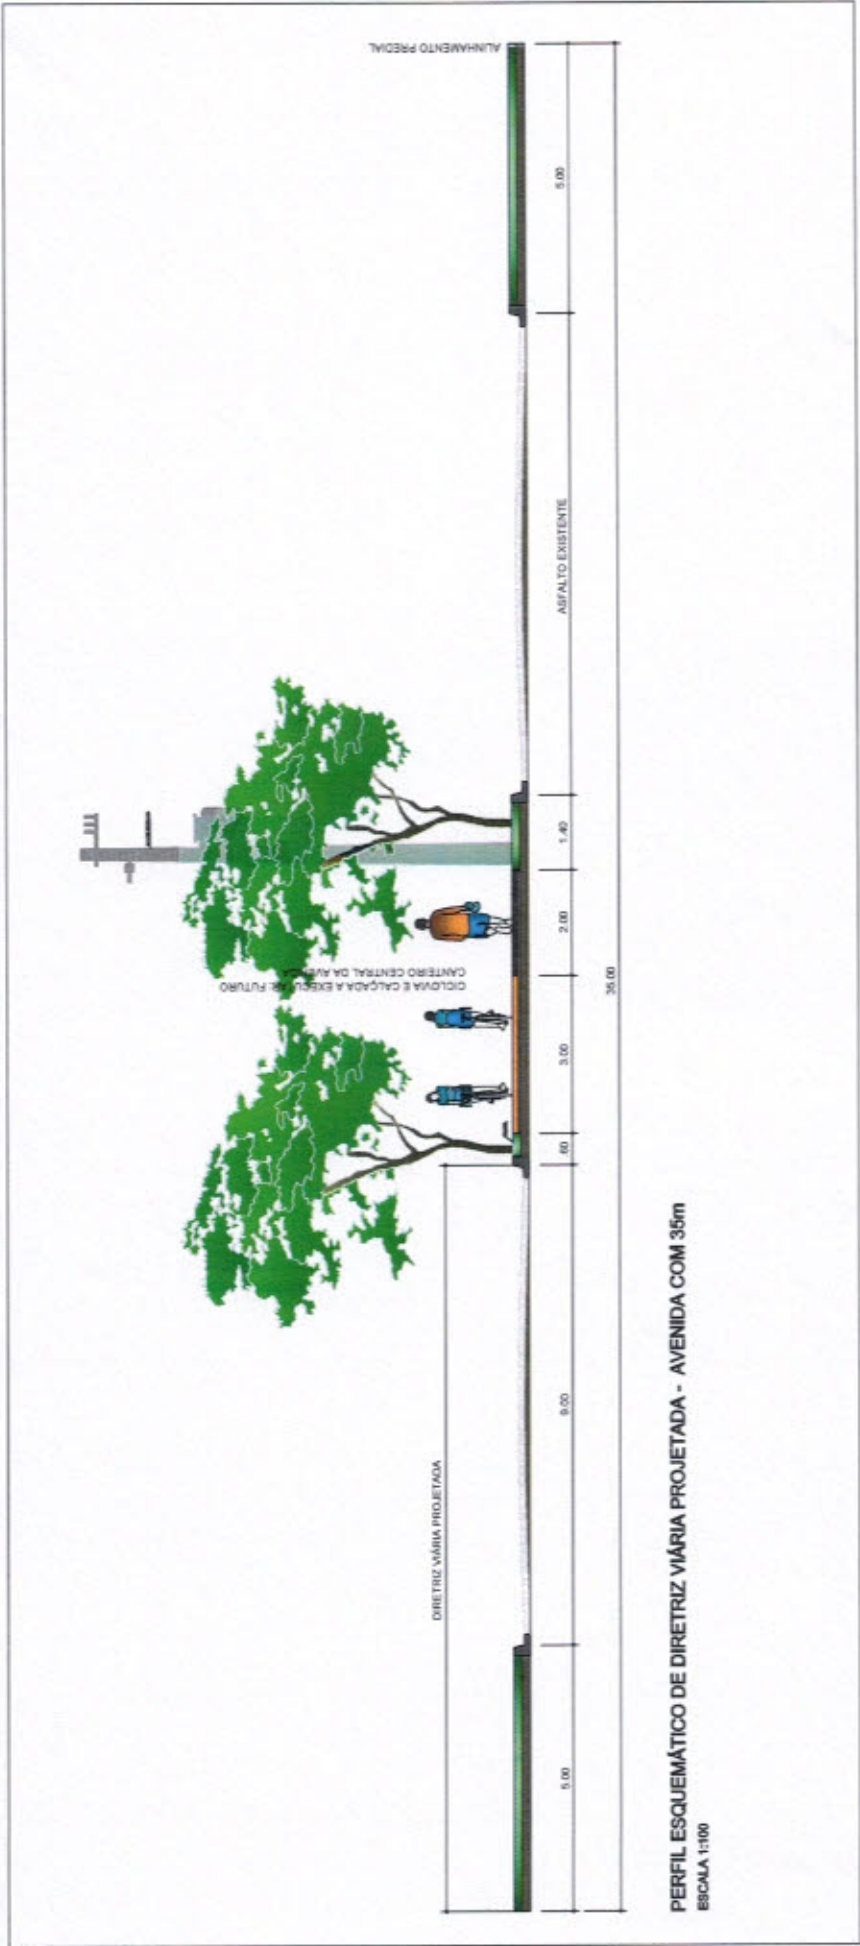 ALINHAMENTO PREDIAL
CICLOVIA E CALÇADA A EXECUTAR: FUTURO
CANTEIRO CENTRAL DA AVENIDA
DIRETRIZ VIÁRIA PROJETADA
5.00
9.00
.60
3.00
2.00
1.40
ASFALTO EXISTENTE
5.00
35.00
PERFIL ESQUEMÁTICO DE DIRETRIZ VIÁRIA PROJETADA - AVENIDA COM 35m
ESCALA 1:100